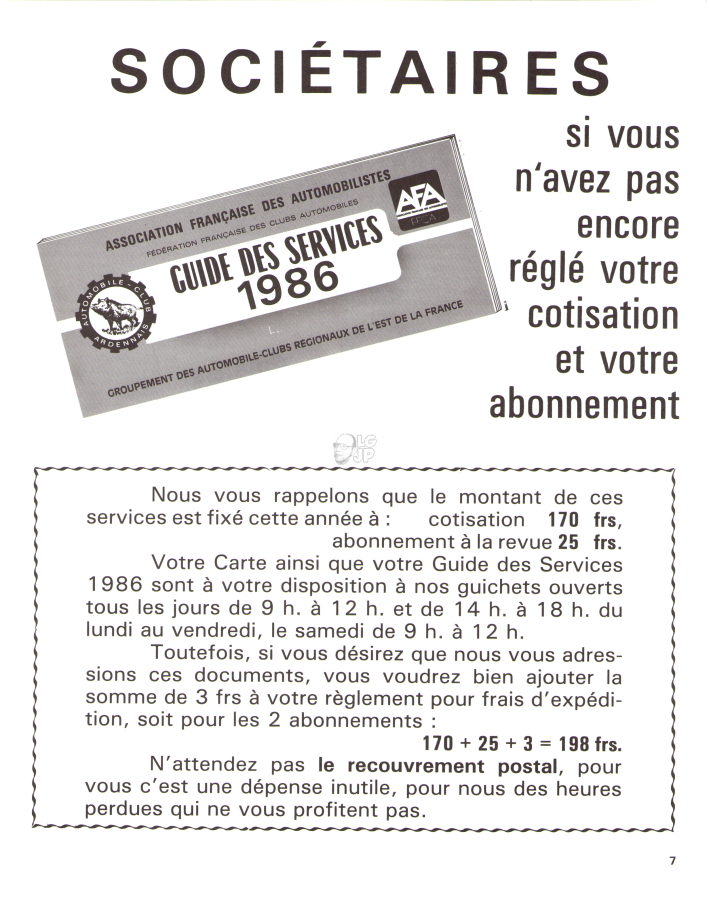 SOCIÉTAIRES
si vous
n'avez pas
encore
réglé votre
cotisation
et votre
abonnement
ASSOCIATION FRANÇAISE DES AUTOMOBILISTES
FÉDÉRATION FRANÇAISE DES CLUBS AUTOMOBILES
AFA
FFCA
GUIDE DES SERVICES
1986
AUTOMOBILE-CLUB
ARDENNAIS
GROUPEMENT DES AUTOMOBILE-CLUBS RÉGIONAUX DE L'EST DE LA FRANCE
LG
JP
Nous vous rappelons que le montant de ces
services est fixé cette année à : cotisation 170 frs,
abonnement à la revue 25 frs.
Votre Carte ainsi que votre Guide des Services
1986 sont à votre disposition à nos guichets ouverts
tous les jours de 9 h. à 12 h. et de 14 h. à 18 h. du
lundi au vendredi, le samedi de 9 h. à 12 h.
Toutefois, si vous désirez que nous vous adres-
sions ces documents, vous voudrez bien ajouter la
somme de 3 frs à votre règlement pour frais d'expédi-
tion, soit pour les 2 abonnements :
170 + 25 + 3 = 198 frs.
N'attendez pas le recouvrement postal, pour
vous c'est une dépense inutile, pour nous des heures
perdues qui ne vous profitent pas.
7